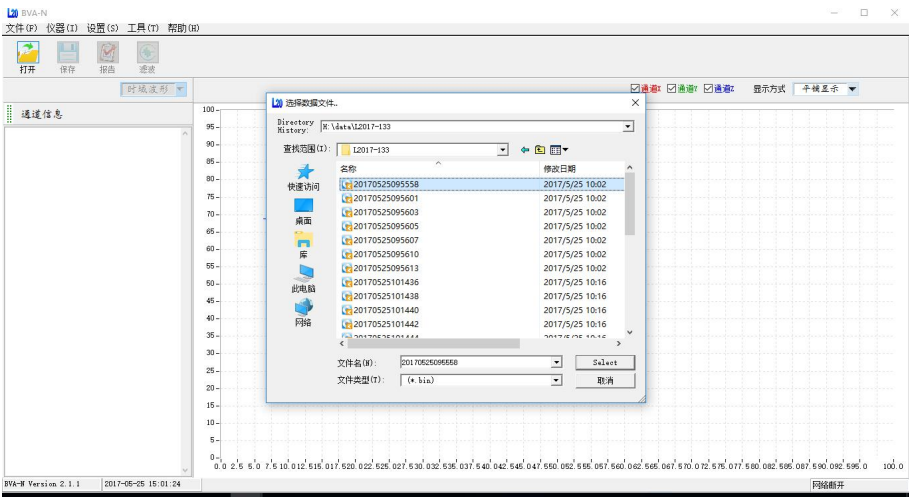 L20 BVA-N
文件(F) 仪器(I) 设置(S) 工具(T) 帮助(H)
打开 保存 报告 滤波
时域波形
通道X 通道Y 通道Z 显示方式 平铺显示
通道信息
L20 选择数据文件..
Directory History: H:\data\L2017-133
查找范围(I): L2017-133
名称 修改日期
快速访问
桌面
库
此电脑
网络
20170525095558 2017/5/25 10:02
20170525095601 2017/5/25 10:02
20170525095603 2017/5/25 10:02
20170525095605 2017/5/25 10:02
20170525095607 2017/5/25 10:02
20170525095610 2017/5/25 10:02
20170525095613 2017/5/25 10:02
20170525101436 2017/5/25 10:16
20170525101438 2017/5/25 10:16
20170525101440 2017/5/25 10:16
20170525101442 2017/5/25 10:16
20170525101444 2017/5/25 10:16
文件名(N): 20170525095558 Select
文件类型(T): (*.bin) 取消
100
95
90
85
80
75
70
65
60
55
50
45
40
35
30
25
20
15
10
5
0
0.0 2.5 5.0 7.5 10.0 12.5 15.0 17.5 20.0 22.5 25.0 27.5 30.0 32.5 35.0 37.5 40.0 42.5 45.0 47.5 50.0 52.5 55.0 57.5 60.0 62.5 65.0 67.5 70.0 72.5 75.0 77.5 80.0 82.5 85.0 87.5 90.0 92.5 95.0 100.0
BVA-N Version 2.1.1 2017-05-25 15:01:24 网络断开